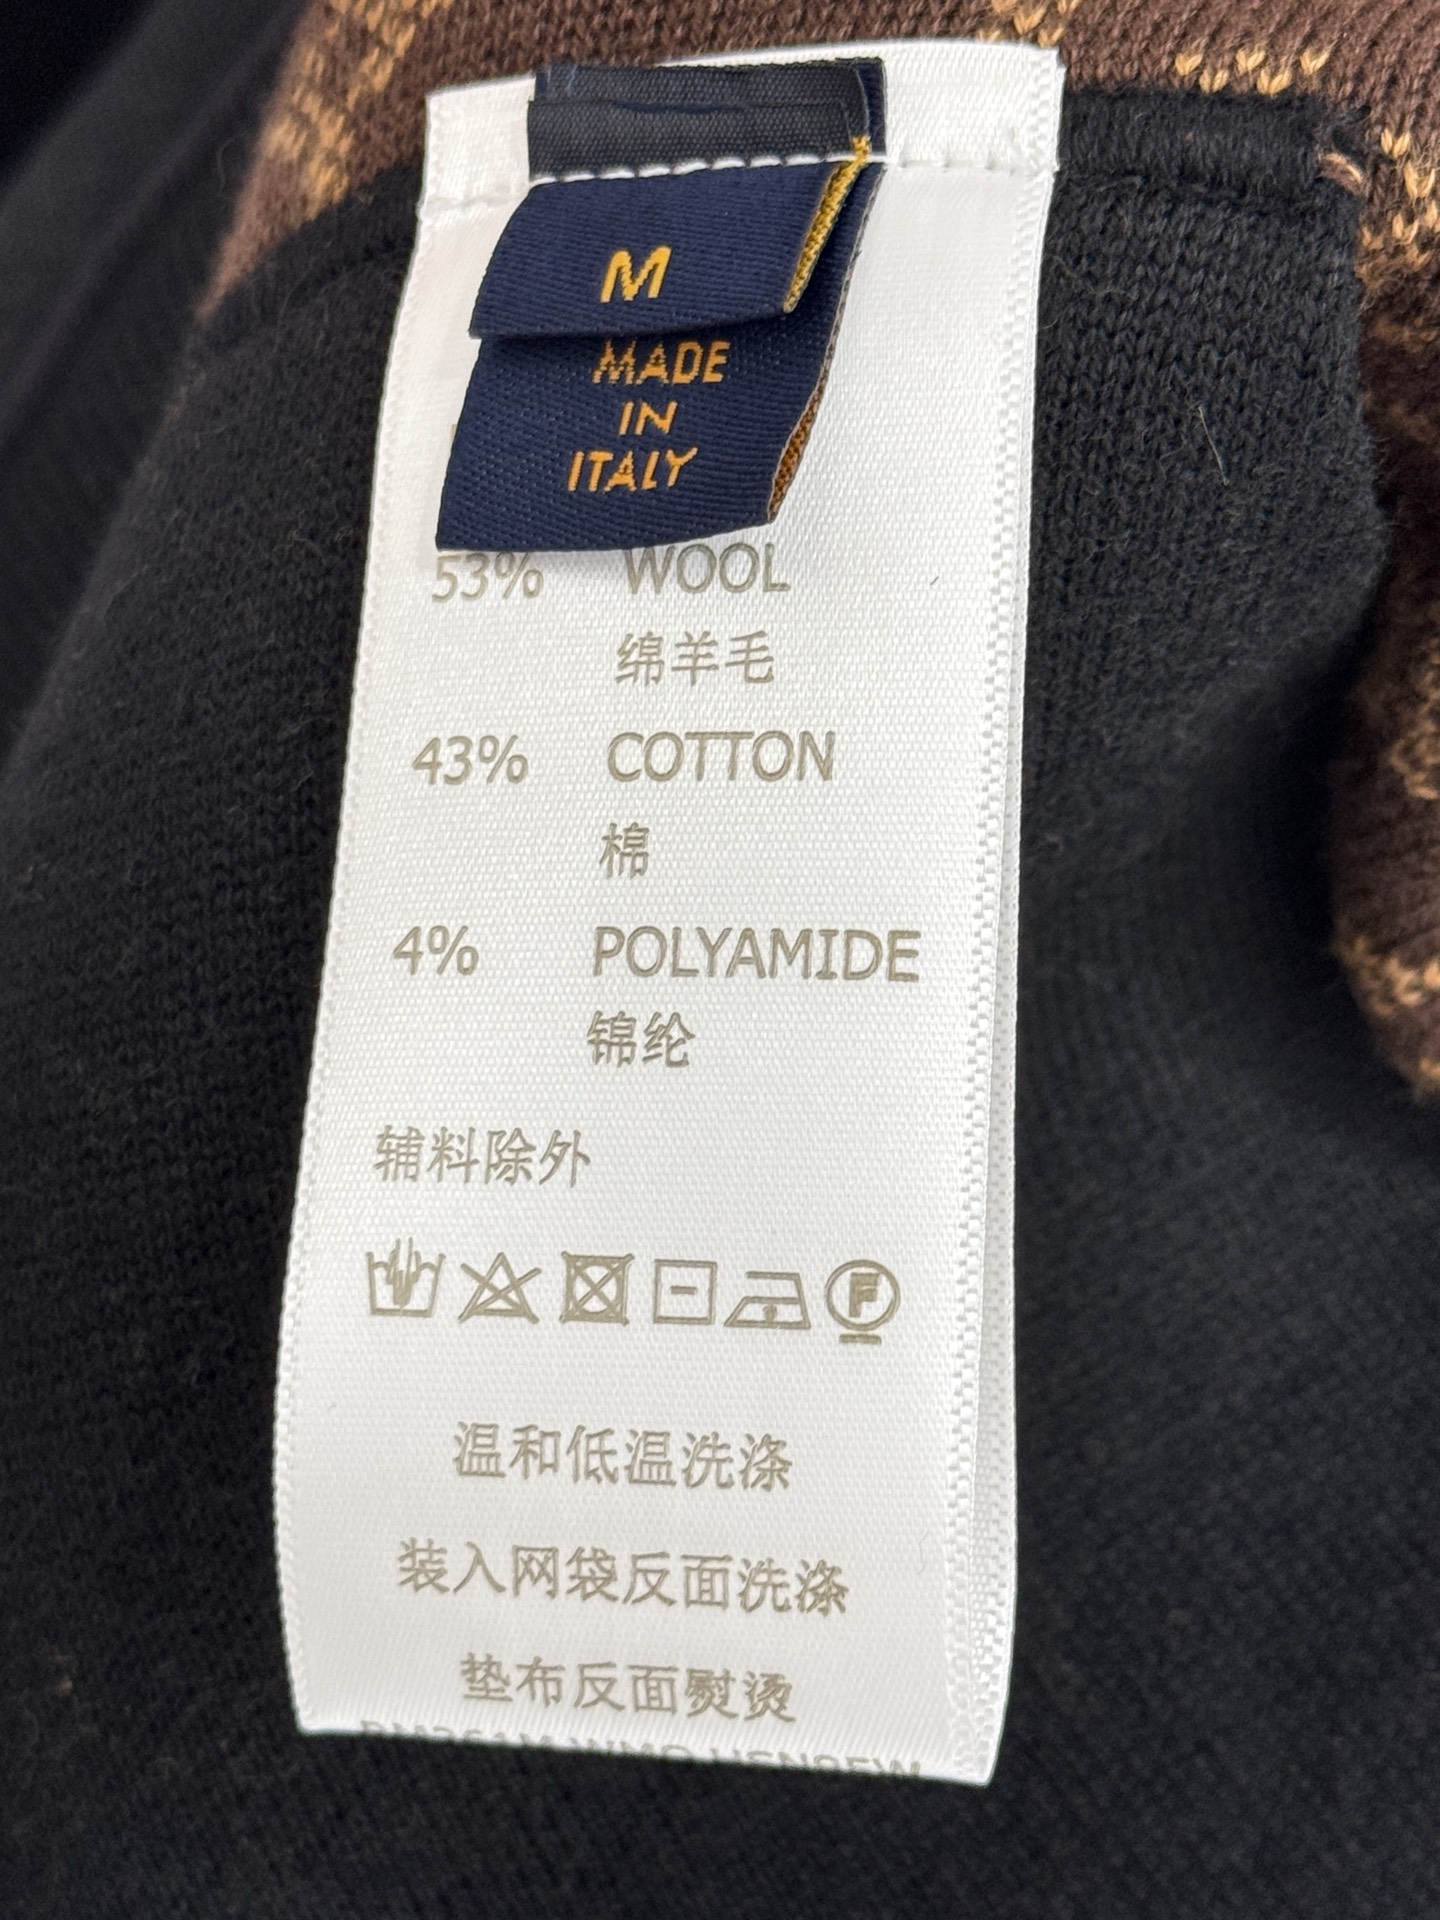 M
MADE
IN
ITALY
53% WOOL
绵羊毛
43% COTTON
棉
4% POLYAMIDE
锦纶
辅料除外
F
温和低温洗涤
装入网袋反面洗涤
垫布反面熨烫